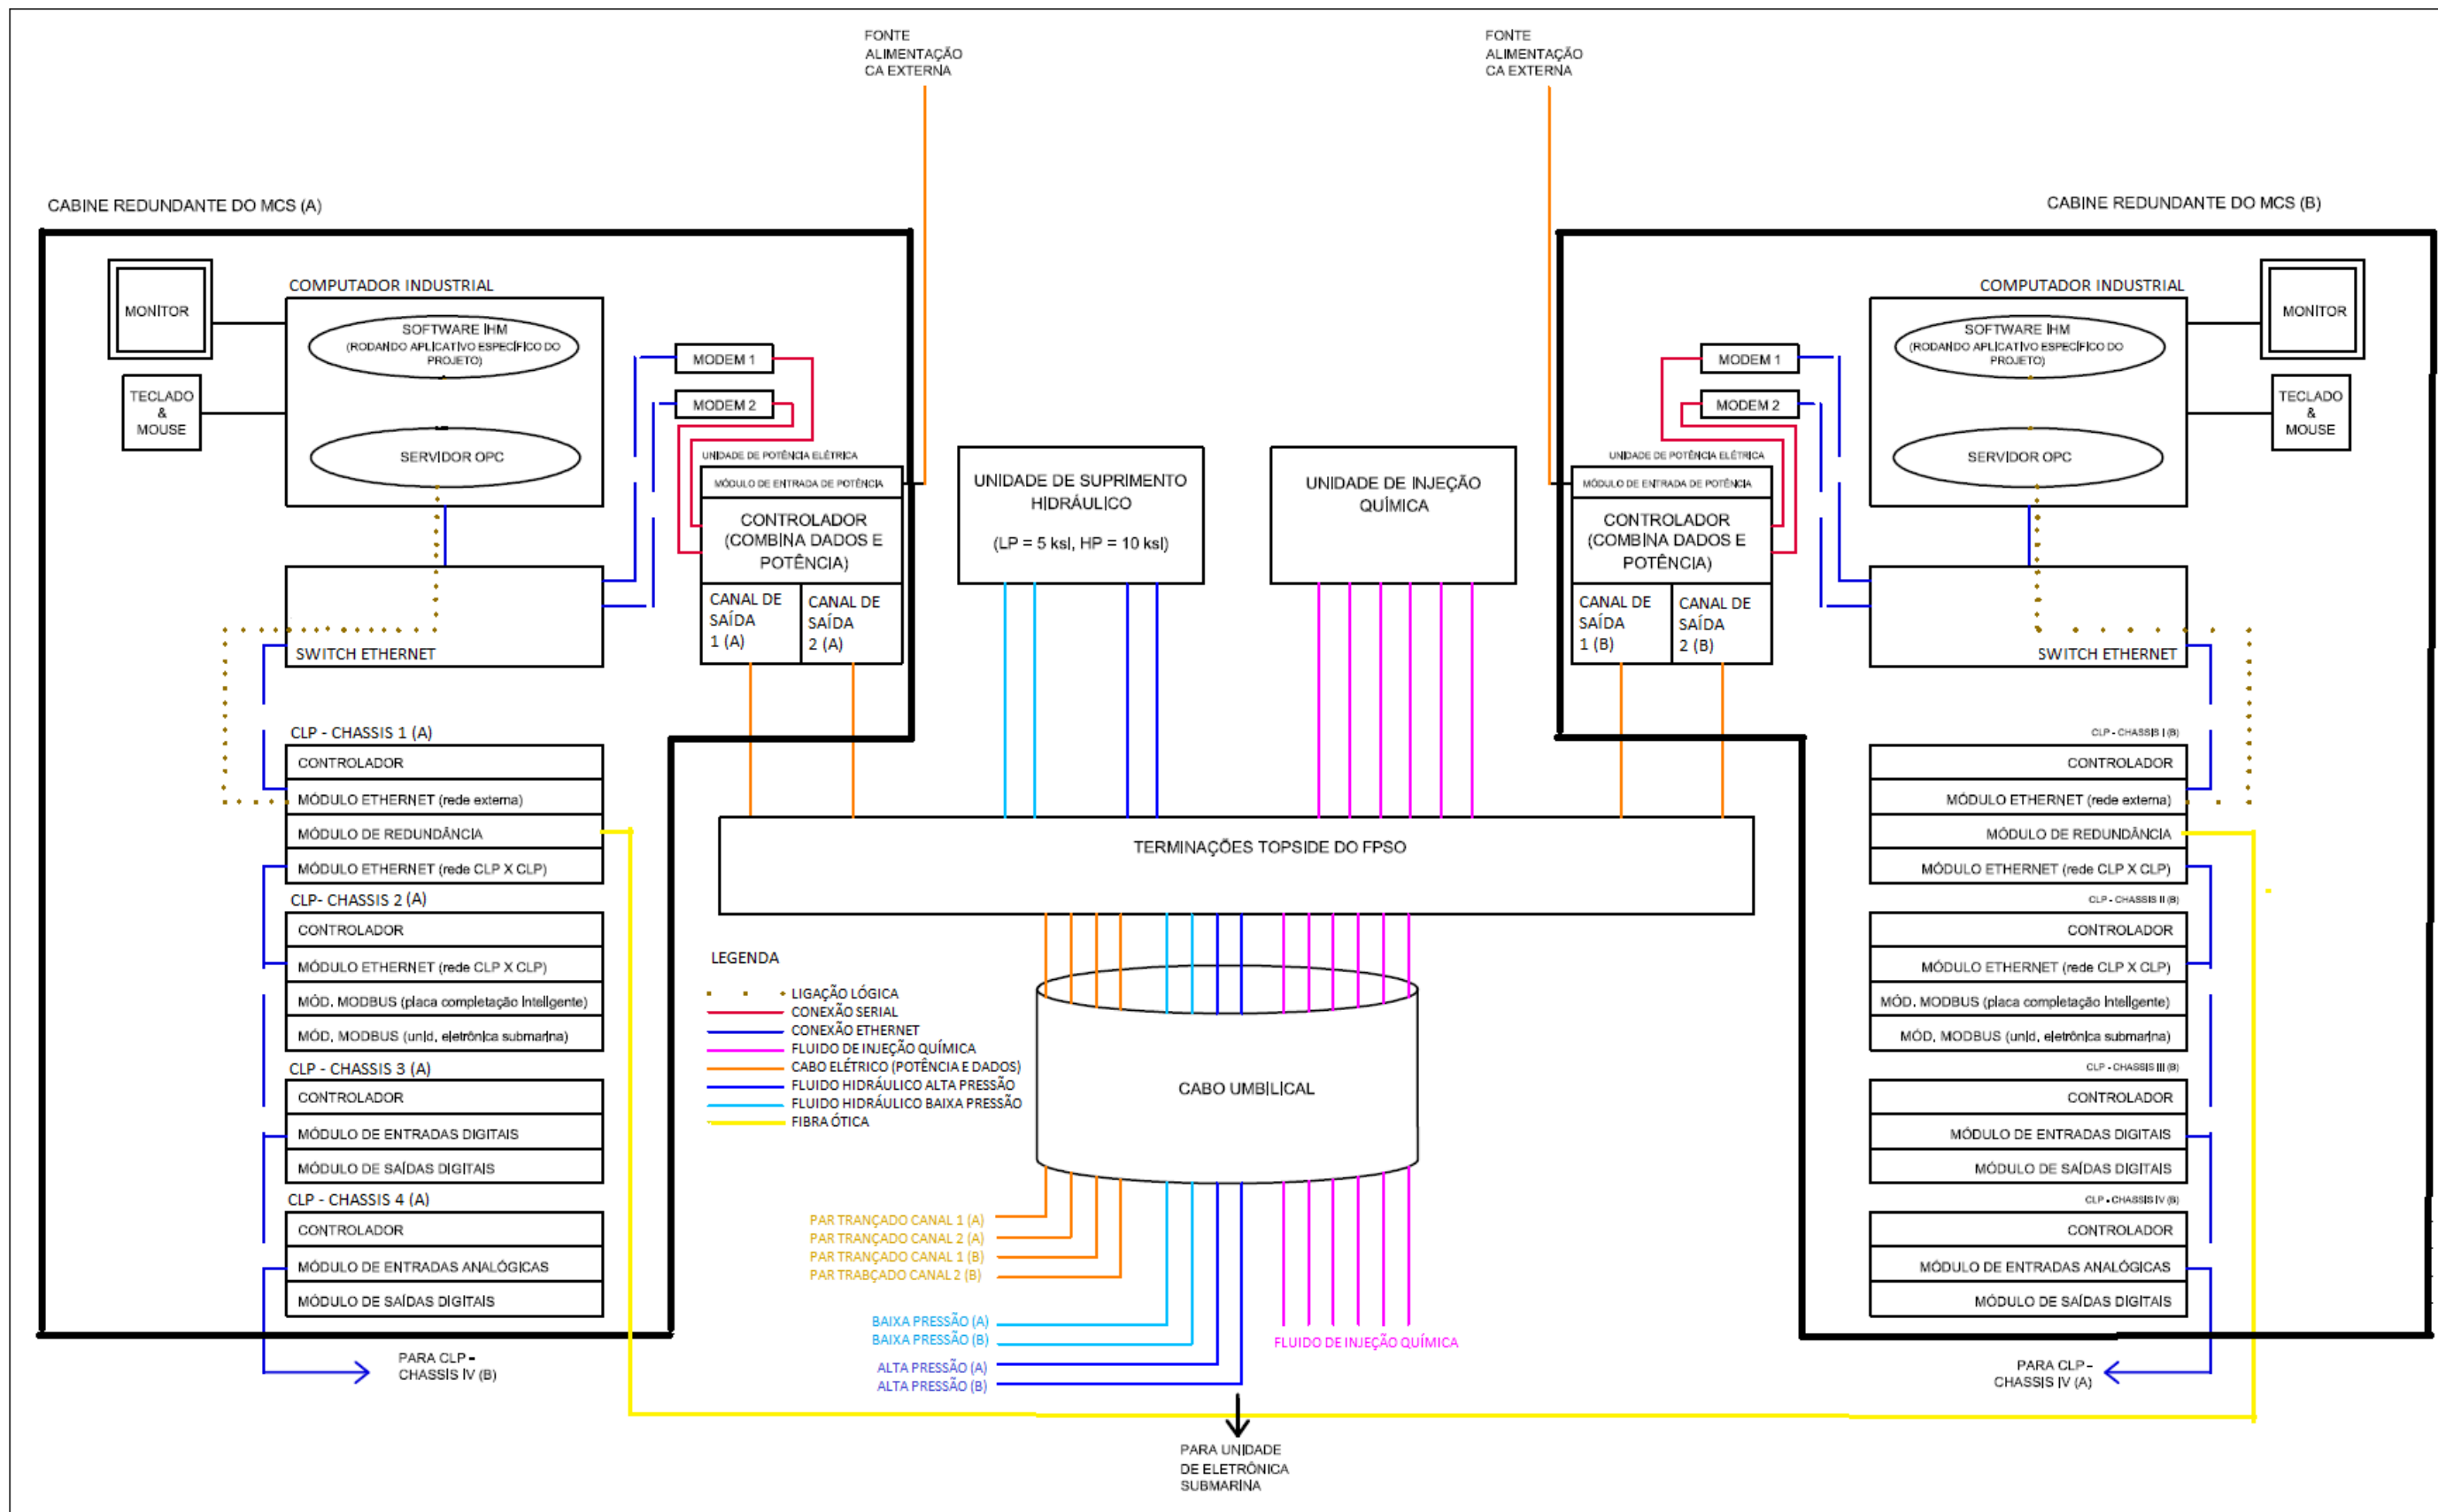 FONTE
ALIMENTAÇÃO
CA EXTERNA
FONTE
ALIMENTAÇÃO
CA EXTERNA
CABINE REDUNDANTE DO MCS (A)
CABINE REDUNDANTE DO MCS (B)
MONITOR
TECLADO
&
MOUSE
COMPUTADOR INDUSTRIAL
SOFTWARE IHM
(RODANDO APLICATIVO ESPECÍFICO DO
PROJETO)
SERVIDOR OPC
MODEM 1
MODEM 2
UNIDADE DE POTÊNCIA ELÉTRICA
MÓDULO DE ENTRADA DE POTÊNCIA
CONTROLADOR
(COMBINA DADOS E
POTÊNCIA)
CANAL DE
SAÍDA
1 (A)
CANAL DE
SAÍDA
2 (A)
SWITCH ETHERNET
UNIDADE DE SUPRIMENTO
HIDRÁULICO
(LP = 5 ksI, HP = 10 ksI)
UNIDADE DE INJEÇÃO
QUÍMICA
MODEM 1
MODEM 2
UNIDADE DE POTÊNCIA ELÉTRICA
MÓDULO DE ENTRADA DE POTÊNCIA
CONTROLADOR
(COMBINA DADOS E
POTÊNCIA)
CANAL DE
SAÍDA
1 (B)
CANAL DE
SAÍDA
2 (B)
COMPUTADOR INDUSTRIAL
SOFTWARE IHM
(RODANDO APLICATIVO ESPECÍFICO DO
PROJETO)
SERVIDOR OPC
MONITOR
TECLADO
&
MOUSE
SWITCH ETHERNET
CLP - CHASSIS 1 (A)
CONTROLADOR
MÓDULO ETHERNET (rede externa)
MÓDULO DE REDUNDÂNCIA
MÓDULO ETHERNET (rede CLP X CLP)
CLP- CHASSIS 2 (A)
CONTROLADOR
MÓDULO ETHERNET (rede CLP X CLP)
MÓD. MODBUS (placa completação Inteligente)
MÓD. MODBUS (unid. eletrônica submarina)
CLP - CHASSIS 3 (A)
CONTROLADOR
MÓDULO DE ENTRADAS DIGITAIS
MÓDULO DE SAÍDAS DIGITAIS
CLP - CHASSIS 4 (A)
CONTROLADOR
MÓDULO DE ENTRADAS ANALÓGICAS
MÓDULO DE SAÍDAS DIGITAIS
PARA CLP -
CHASSIS IV (B)
TERMINAÇÕES TOPSIDE DO FPSO
LEGENDA
LIGAÇÃO LÓGICA
CONEXÃO SERIAL
CONEXÃO ETHERNET
FLUIDO DE INJEÇÃO QUÍMICA
CABO ELÉTRICO (POTÊNCIA E DADOS)
FLUIDO HIDRÁULICO ALTA PRESSÃO
FLUIDO HIDRÁULICO BAIXA PRESSÃO
FIBRA ÓTICA
CABO UMBILICAL
PAR TRANÇADO CANAL 1 (A)
PAR TRANÇADO CANAL 2 (A)
PAR TRANÇADO CANAL 1 (B)
PAR TRABÇADO CANAL 2 (B)
BAIXA PRESSÃO (A)
BAIXA PRESSÃO (B)
ALTA PRESSÃO (A)
ALTA PRESSÃO (B)
FLUIDO DE INJEÇÃO QUÍMICA
PARA UNIDADE
DE ELETRÔNICA
SUBMARINA
CLP - CHASSIS I (B)
CONTROLADOR
MÓDULO ETHERNET (rede externa)
MÓDULO DE REDUNDÂNCIA
MÓDULO ETHERNET (rede CLP X CLP)
CLP - CHASSIS II (B)
CONTROLADOR
MÓDULO ETHERNET (rede CLP X CLP)
MÓD. MODBUS (placa completação Inteligente)
MÓD. MODBUS (unid. eletrônica submarina)
CLP - CHASSIS III (B)
CONTROLADOR
MÓDULO DE ENTRADAS DIGITAIS
MÓDULO DE SAÍDAS DIGITAIS
CLP - CHASSIS IV (B)
CONTROLADOR
MÓDULO DE ENTRADAS ANALÓGICAS
MÓDULO DE SAÍDAS DIGITAIS
PARA CLP -
CHASSIS IV (A)